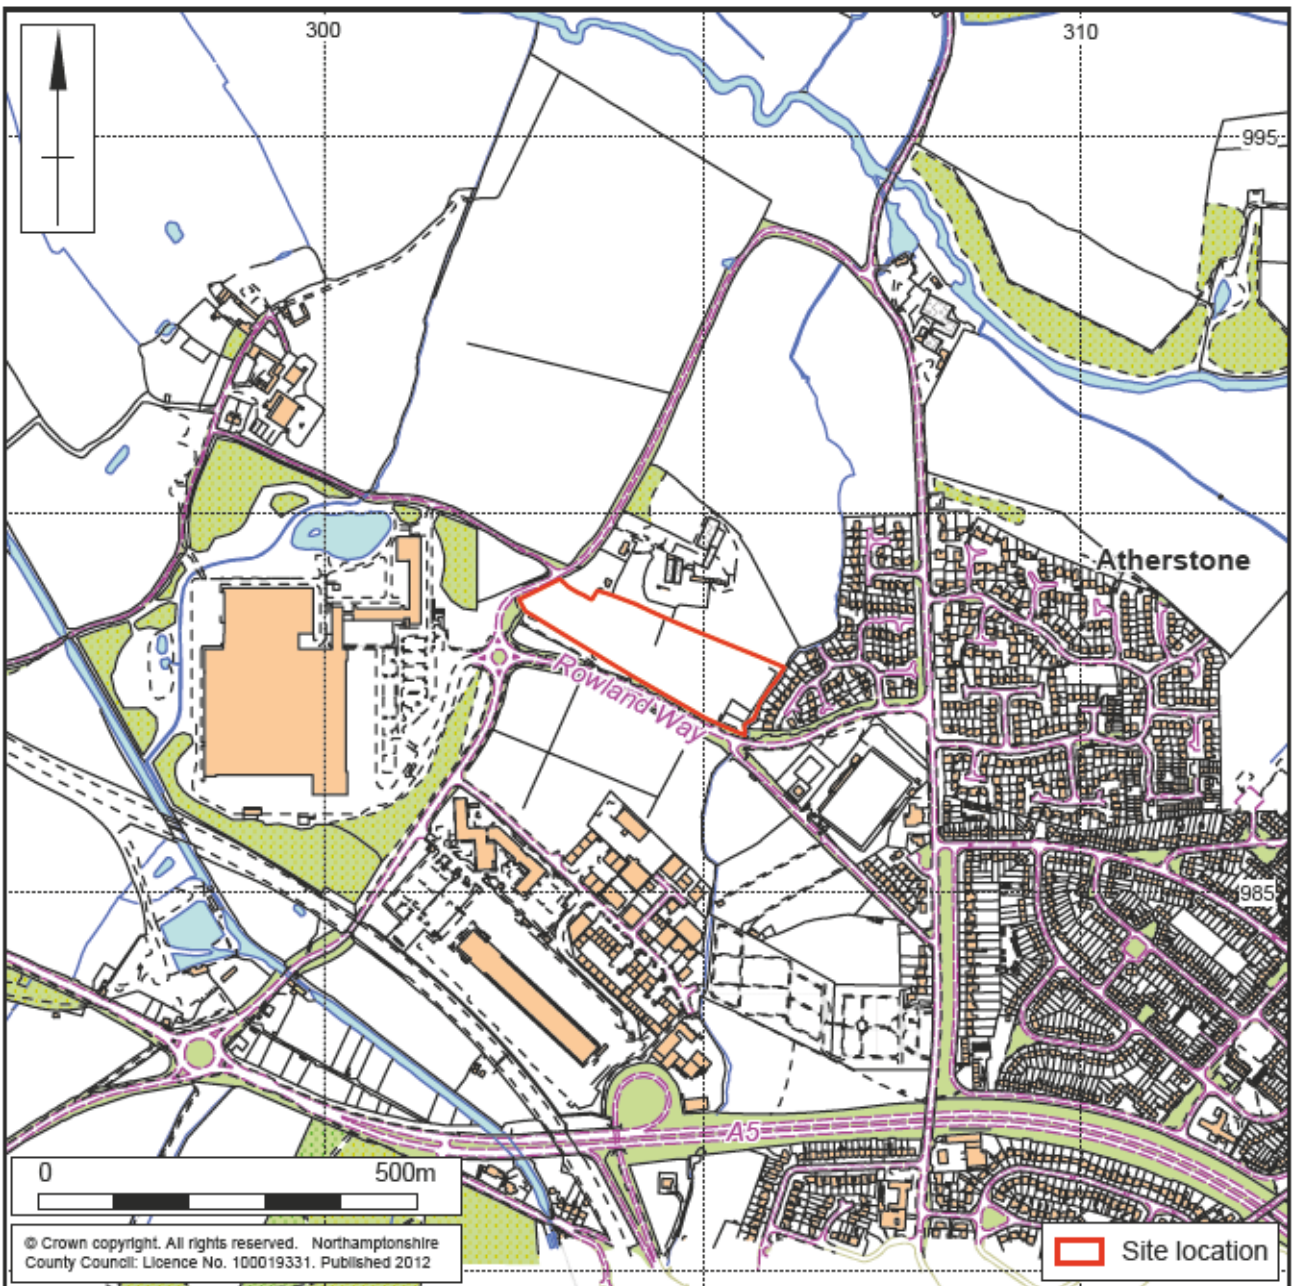 300
310
995
Atherstone
Rowland Way
985
A5
0 500m
© Crown copyright. All rights reserved. Northamptonshire
County Council: Licence No. 100019331. Published 2012
Site location